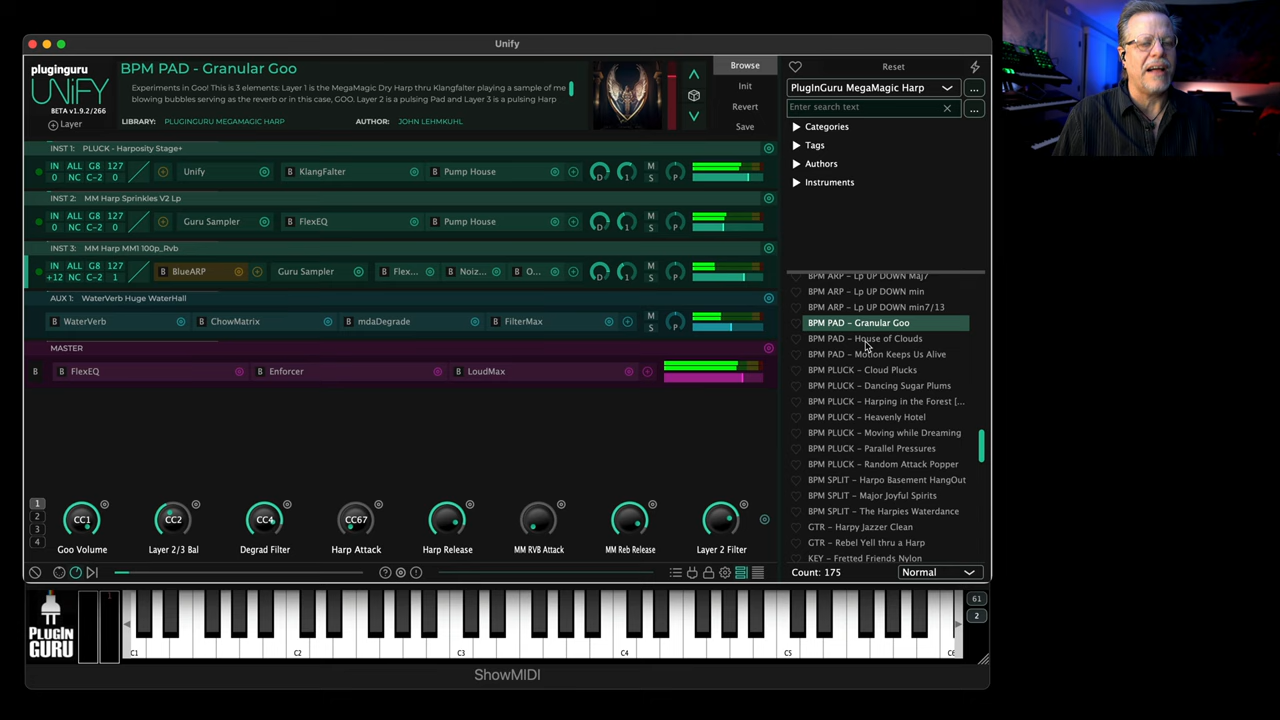 Unify
pluginguru
UNiFY
BETA v1.9.2/266
Layer
BPM PAD - Granular Goo
Experiments in Goo! This is 3 elements: Layer 1 is the MegaMagic Dry Harp thru Klangfalter playing a sample of me
blowing bubbles serving as the reverb or in this case, GOO. Layer 2 is a pulsing Pad and Layer 3 is a pulsing Harp
LIBRARY: PLUGINGURU MEGAMAGIC HARP AUTHOR: JOHN LEHMKUHL
Browse
Init
Revert
Save
Reset
PlugInGuru MegaMagic Harp
...
Enter search text
...
Categories
Tags
Authors
Instruments
INST 1: PLUCK - Harposity Stage+
IN ALL G8 127
0 NC C-2 0
Unify
B KlangFalter
B Pump House
D
1
M
S
P
INST 2: MM Harp Sprinkles V2 Lp
IN ALL G8 127
0 NC C-2 0
Guru Sampler
B FlexEQ
B Pump House
D
1
M
S
P
INST 3: MM Harp MM1 100p_Rvb
IN ALL G8 127
+12 NC C-2 1
B BlueARP
Guru Sampler
B Flex...
B Noiz...
B O...
D
1
M
S
P
AUX 1: WaterVerb Huge WaterHall
B WaterVerb
B ChowMatrix
B mdaDegrade
B FilterMax
M
S
P
MASTER
B
B FlexEQ
B Enforcer
B LoudMax
BPM ARP - Lp UP DOWN Maj7
BPM ARP - Lp UP DOWN min
BPM ARP - Lp UP DOWN min7/13
BPM PAD - Granular Goo
BPM PAD - House of Clouds
BPM PAD - Motion Keeps Us Alive
BPM PLUCK - Cloud Plucks
BPM PLUCK - Dancing Sugar Plums
BPM PLUCK - Harping in the Forest [...
BPM PLUCK - Heavenly Hotel
BPM PLUCK - Moving while Dreaming
BPM PLUCK - Parallel Pressures
BPM PLUCK - Random Attack Popper
BPM SPLIT - Harpo Basement HangOut
BPM SPLIT - Major Joyful Spirits
BPM SPLIT - The Harpies Waterdance
GTR - Harpy Jazzer Clean
GTR - Rebel Yell thru a Harp
KEY - Fretted Friends Nylon
Count: 175
Normal
1
2
3
4
CC1
CC2
CC4
CC67
Goo Volume
Layer 2/3 Bal
Degrad Filter
Harp Attack
Harp Release
MM RVB Attack
MM Reb Release
Layer 2 Filter
PLUGIN
GURU
1
C1
C2
C3
C4
C5
C6
61
2
ShowMIDI